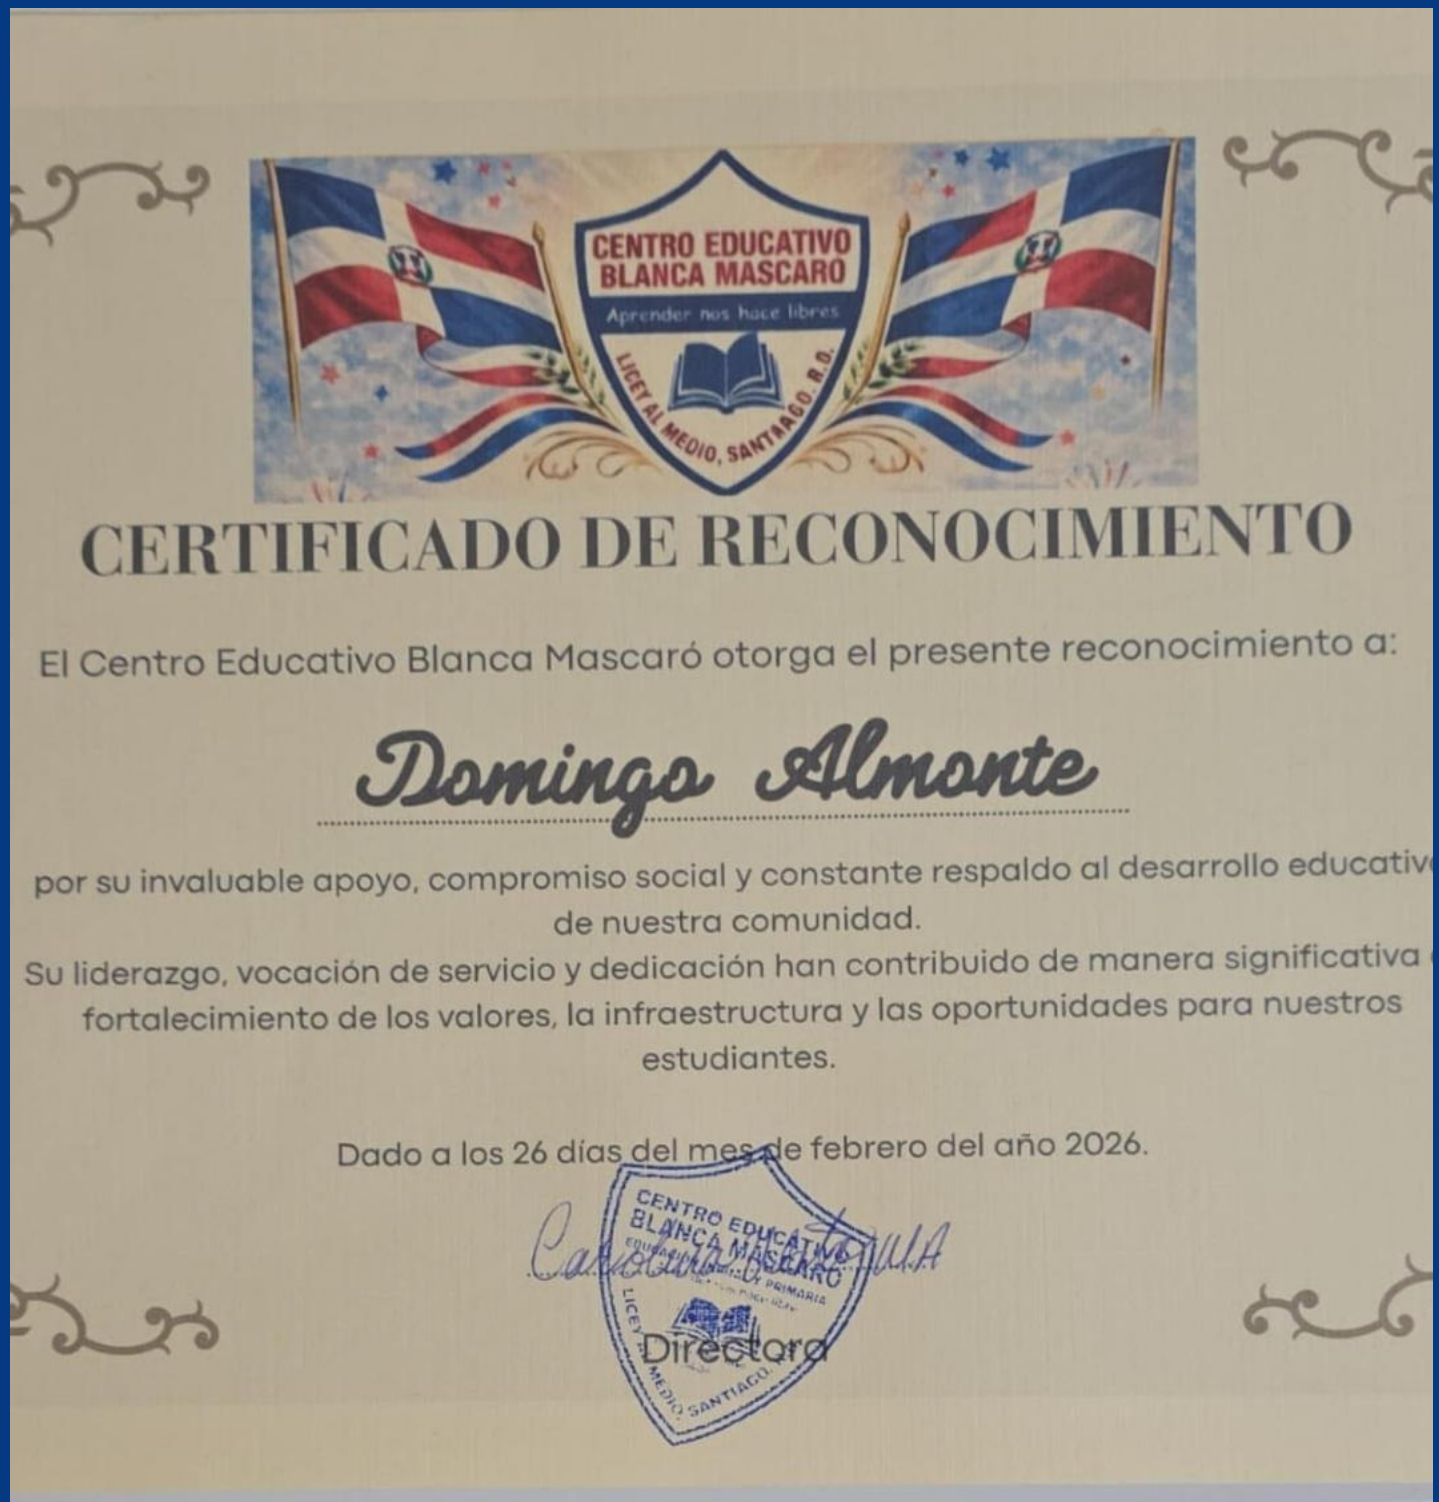 CENTRO EDUCATIVO
BLANCA MASCARÓ
Aprender nos hace libres
LICEY AL MEDIO, SANTAAGO. R.D.
CERTIFICADO DE RECONOCIMIENTO
El Centro Educativo Blanca Mascaró otorga el presente reconocimiento a:
Domingo Almonte
por su invaluable apoyo, compromiso social y constante respaldo al desarrollo educativo
de nuestra comunidad.
Su liderazgo, vocación de servicio y dedicación han contribuido de manera significativa
fortalecimiento de los valores, la infraestructura y las oportunidades para nuestros
estudiantes.
Dado a los 26 días del mes de febrero del año 2026.
CENTRO EDUCATIVO
BLANCA MASCARO
PRIMARIA
LICEY AL MEDIO, SANTIAGO.
Carolina
Directora